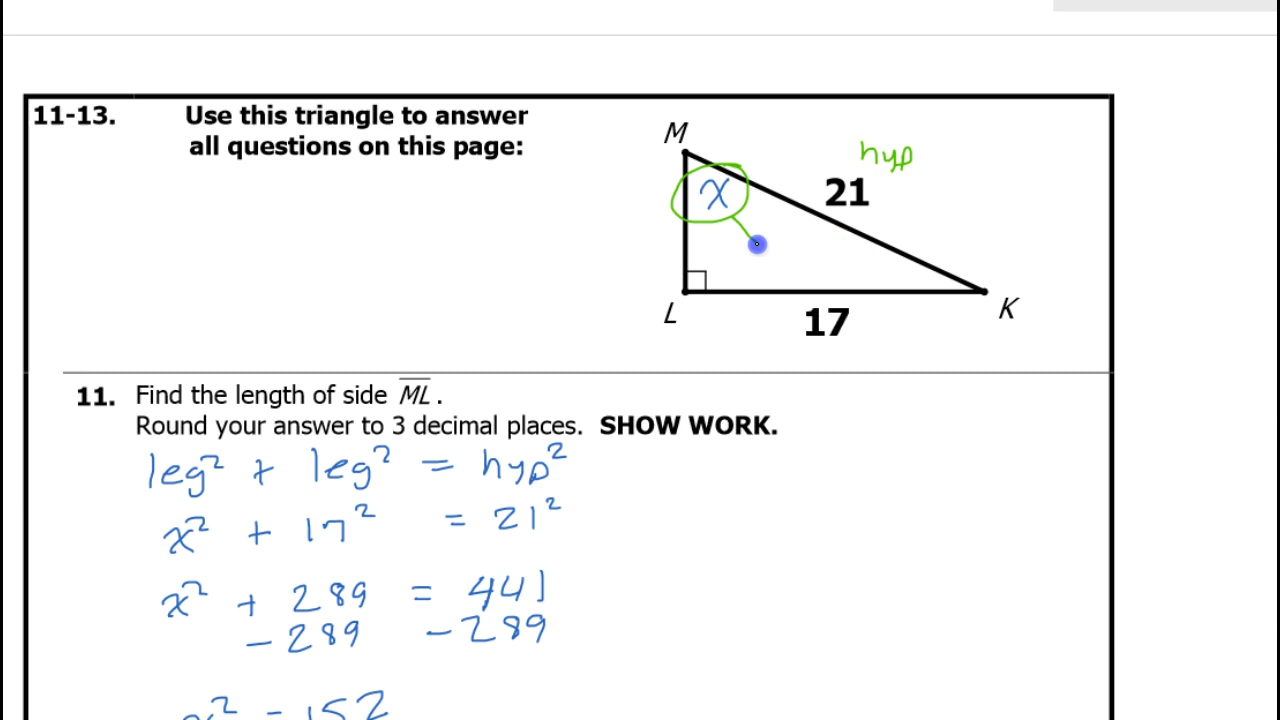 11-13. Use this triangle to answer
all questions on this page:
M
hyp
x
21
L
17
K
11. Find the length of side ML.
Round your answer to 3 decimal places. SHOW WORK.
leg² + leg² = hyp²
x² + 17² = 21²
x² + 289 = 441
- 289 - 289
x² = 152